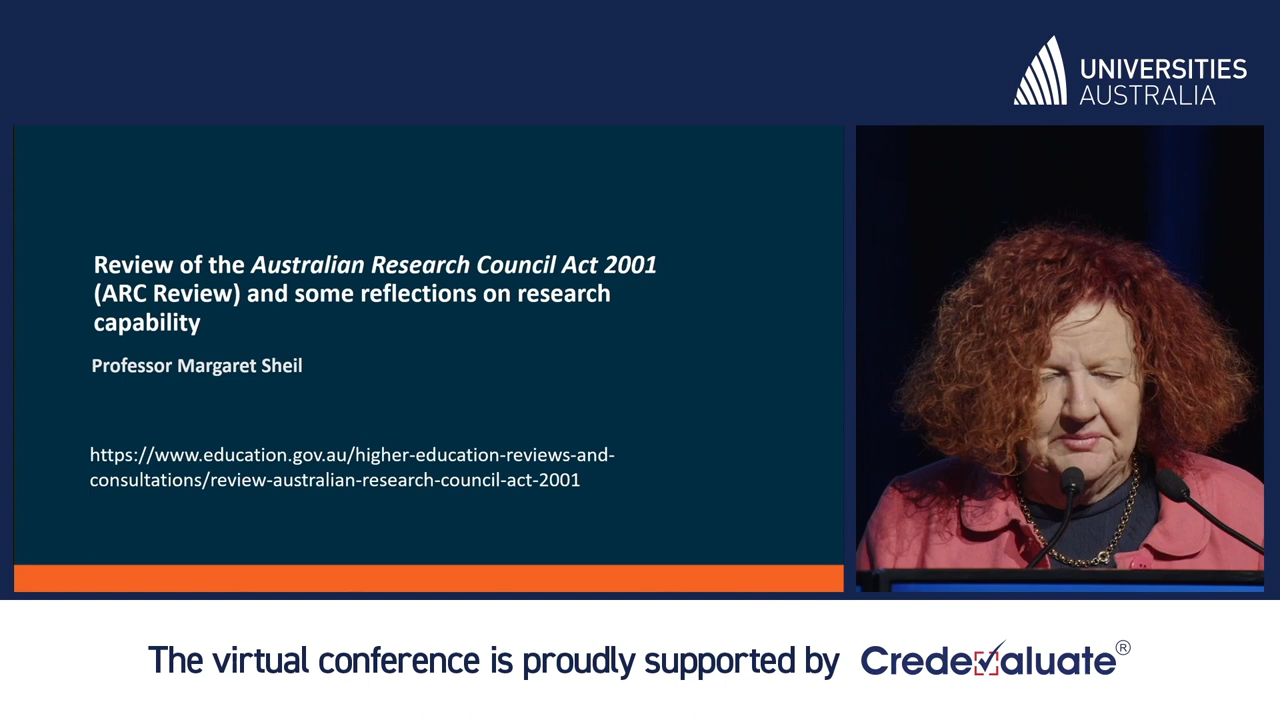 UNIVERSITIES
AUSTRALIA
Review of the Australian Research Council Act 2001
(ARC Review) and some reflections on research
capability
Professor Margaret Sheil
https://www.education.gov.au/higher-education-reviews-and-
consultations/review-australian-research-council-act-2001
The virtual conference is proudly supported by Credevaluate®